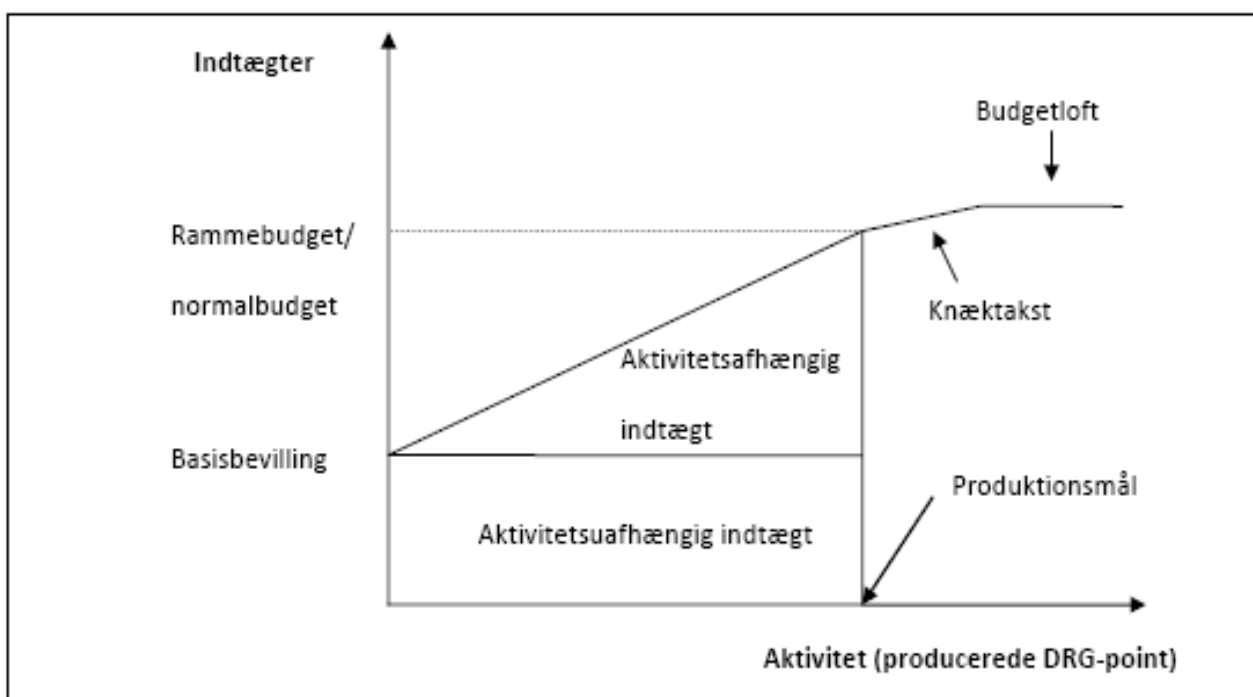 Indtægter
Budgetloft
Rammebudget/
normalbudget
Knæktakst
Aktivitetsafhængig
indtægt
Basisbevilling
Produktionsmål
Aktivitetsuafhængig indtægt
Aktivitet (producerede DRG-point)